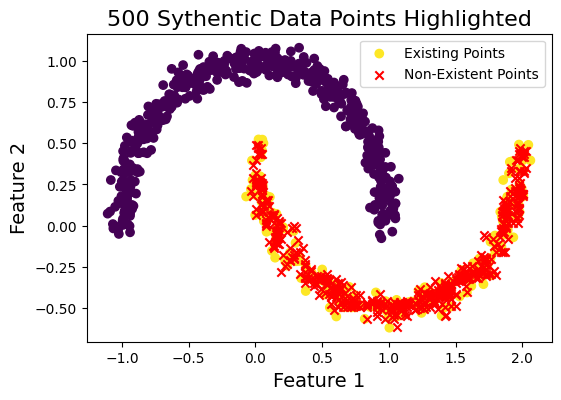 500 Sythentic Data Points Highlighted
Existing Points
Non-Existent Points
1.00
0.75
0.50
0.25
0.00
−0.25
−0.50
Feature 2
−1.0 −0.5 0.0 0.5 1.0 1.5 2.0
Feature 1